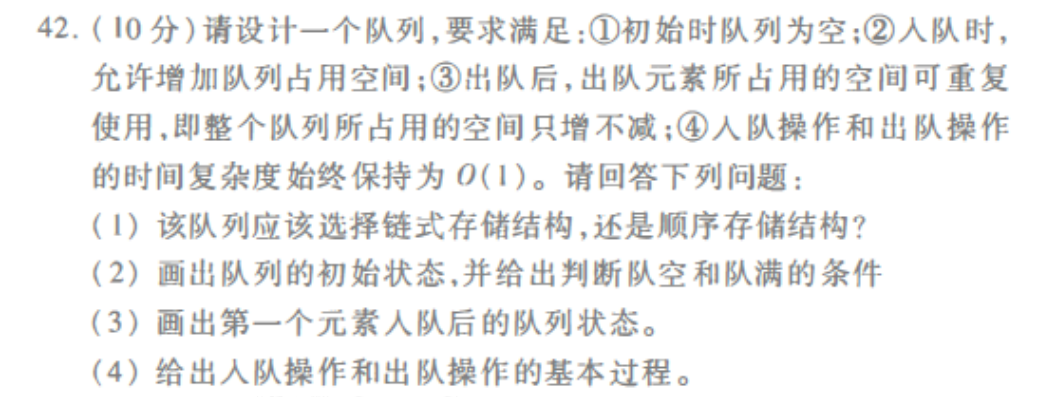 42.(10分)请设计一个队列,要求满足:①初始时队列为空;②入队时,
允许增加队列占用空间;③出队后,出队元素所占用的空间可重复
使用,即整个队列所占用的空间只增不减;④入队操作和出队操作
的时间复杂度始终保持为 O(1)。请回答下列问题:
(1) 该队列应该选择链式存储结构,还是顺序存储结构?
(2) 画出队列的初始状态,并给出判断队空和队满的条件
(3) 画出第一个元素入队后的队列状态。
(4) 给出入队操作和出队操作的基本过程。